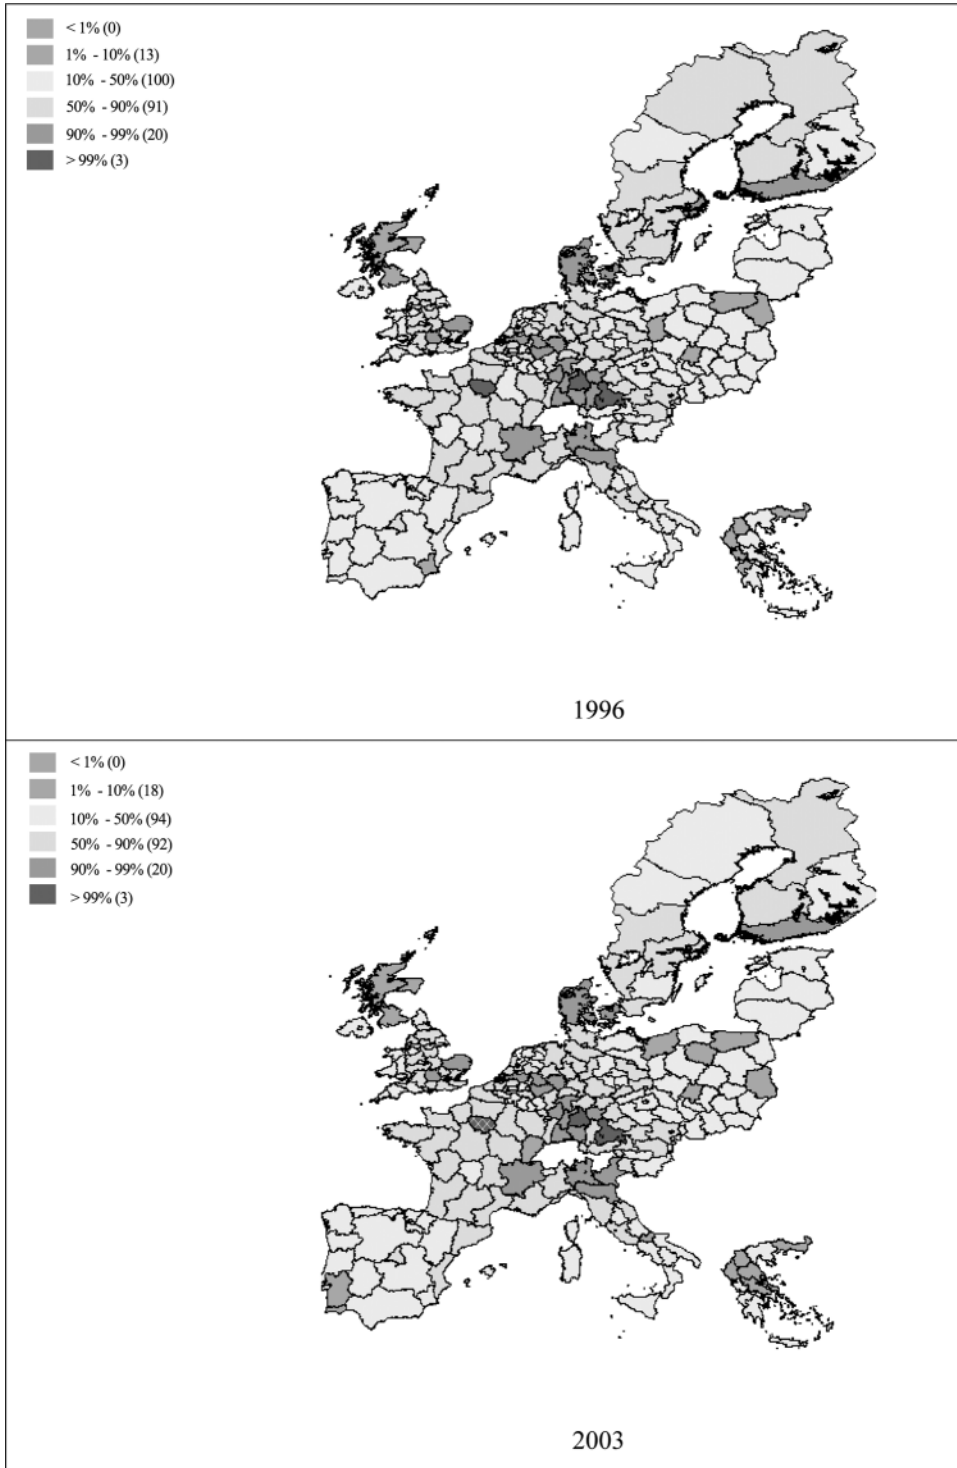 < 1% (0)
1% - 10% (13)
10% - 50% (100)
50% - 90% (91)
90% - 99% (20)
> 99% (3)
1996
< 1% (0)
1% - 10% (18)
10% - 50% (94)
50% - 90% (92)
90% - 99% (20)
> 99% (3)
2003